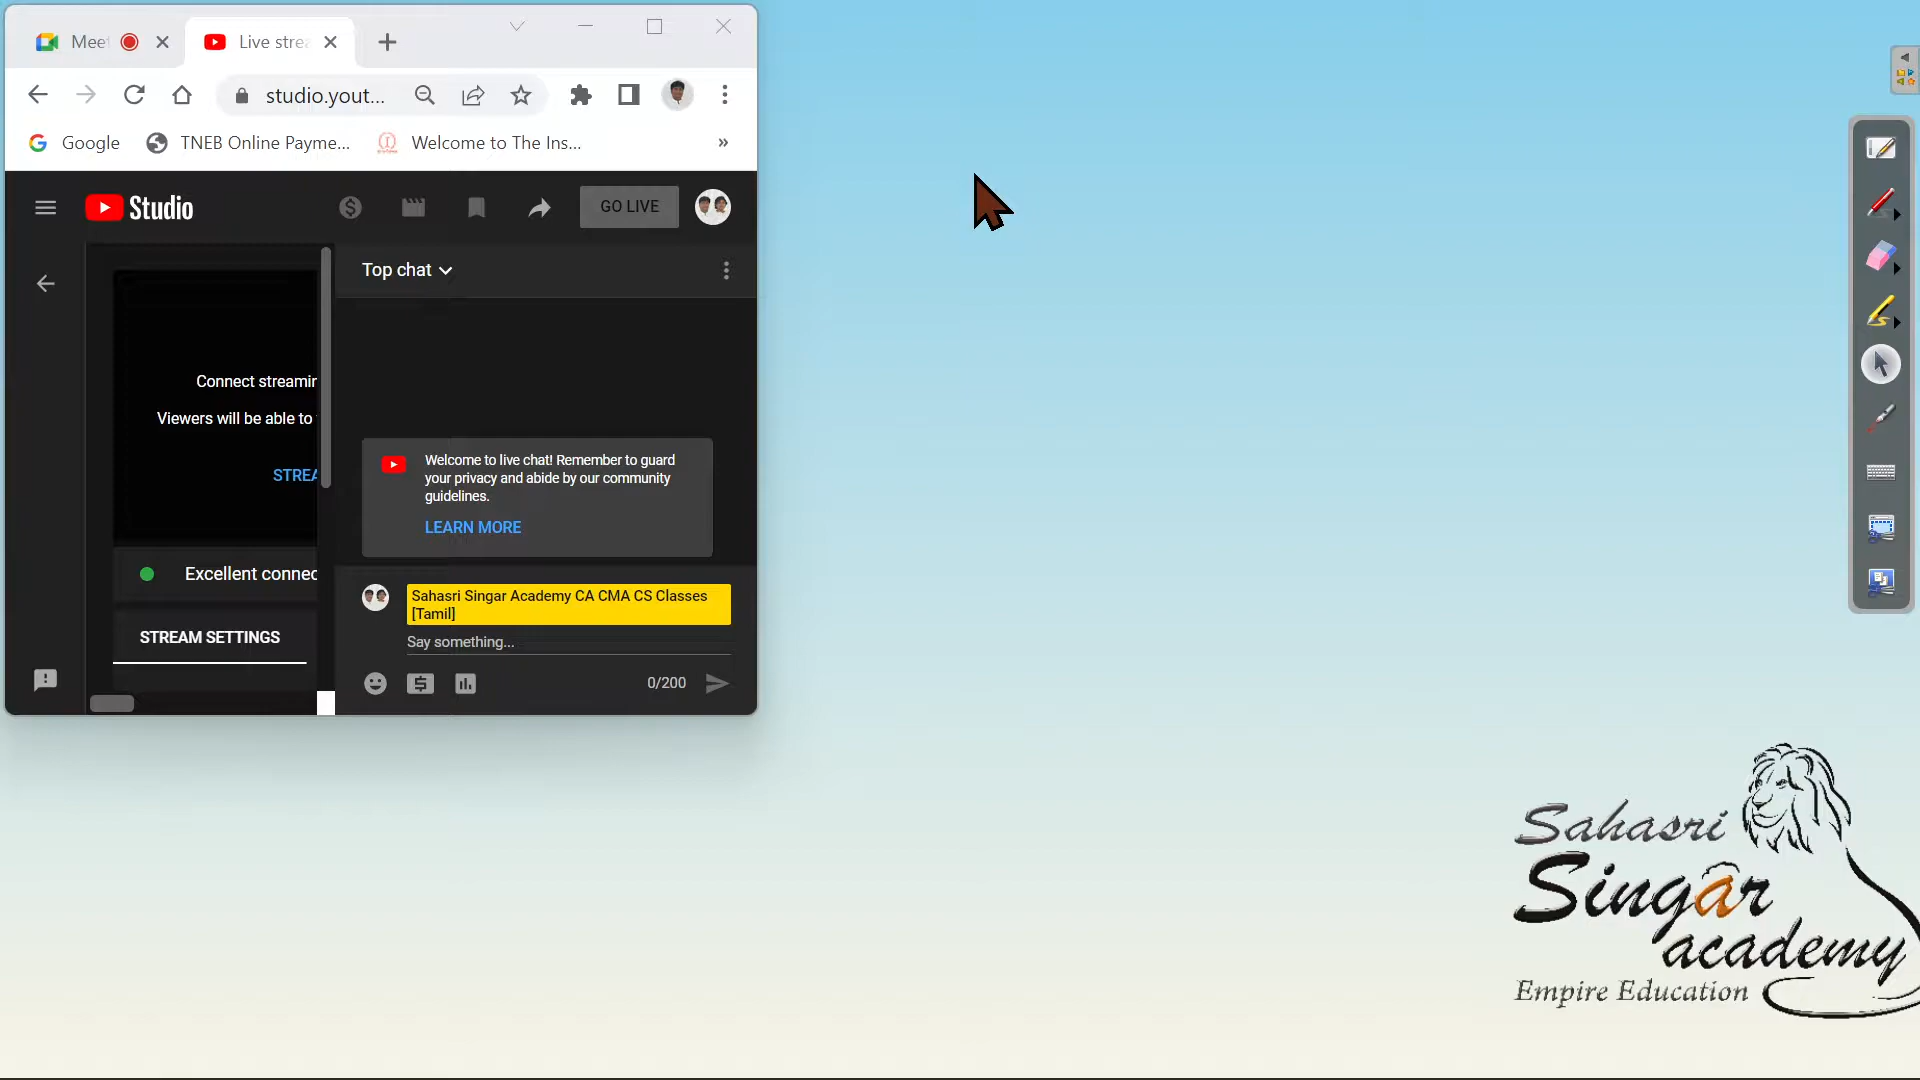 Meet
Live strea
studio.yout...
Google
TNEB Online Payme...
Welcome to The Ins...
»
Studio
GO LIVE
Top chat
Connect streamin
Viewers will be able to
STREA
Welcome to live chat! Remember to guard
your privacy and abide by our community
guidelines.
LEARN MORE
Excellent connec
Sahasri Singar Academy CA CMA CS Classes
[Tamil]
STREAM SETTINGS
Say something...
0/200
Sahasri
Singar
academy
Empire Education